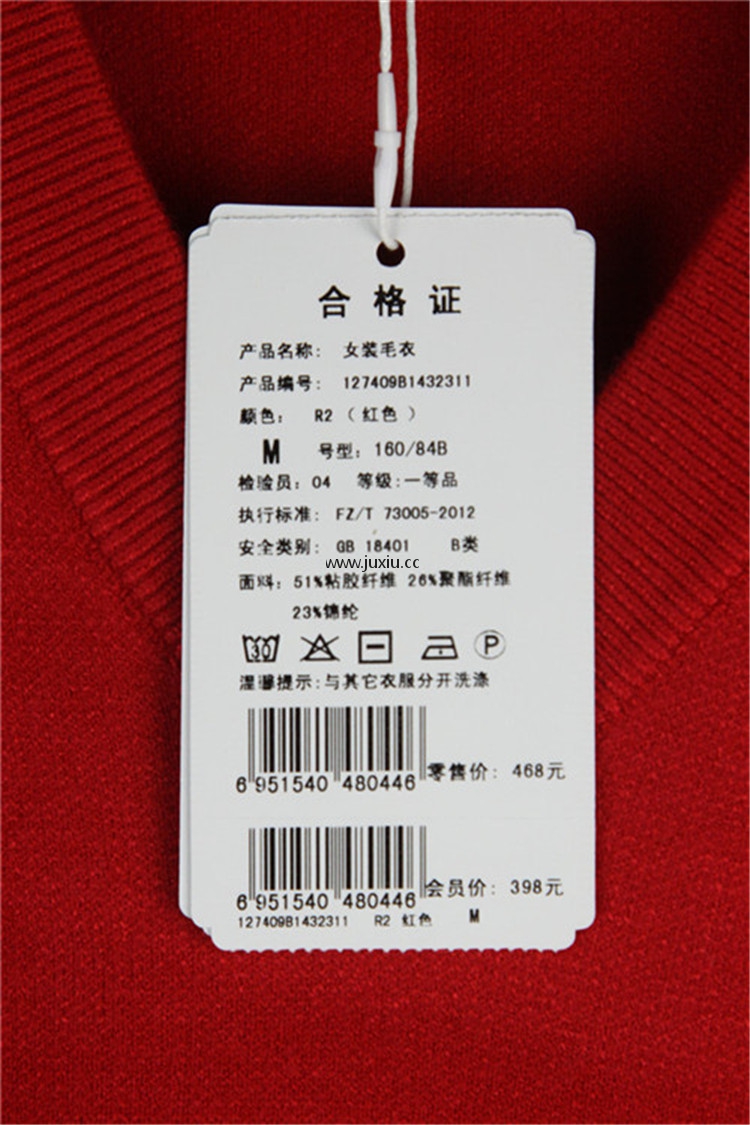 合格证
产品名称: 女装毛衣
产品编号: 127409B1432311
颜色: R2 (红色)
M 号型: 160/84B
检验员: 04 等级:一等品
执行标准: FZ/T 73005-2012
安全类别: GB 18401 B类
www.juxiu.cc
面料: 51%粘胶纤维 26%聚酯纤维
23%锦纶
30 P
温馨提示:与其它衣服分开洗涤
6 951540 480446 零售价: 468元
6 951540 480446 会员价: 398元
127409B1432311 R2 红色 M